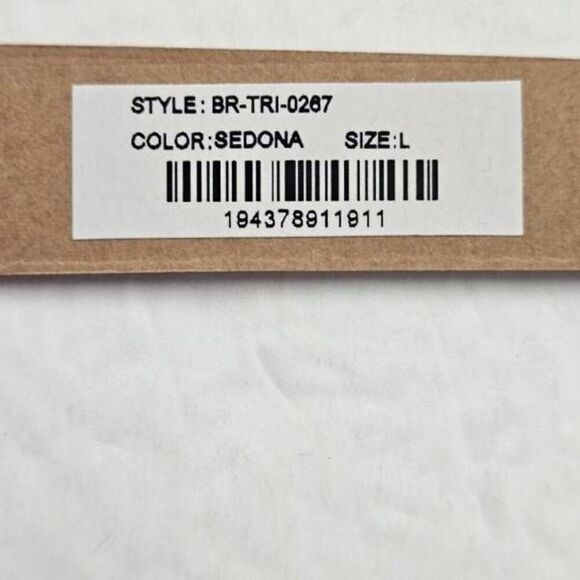 STYLE: BR-TRI-0267
COLOR:SEDONA SIZE:L
194378911911